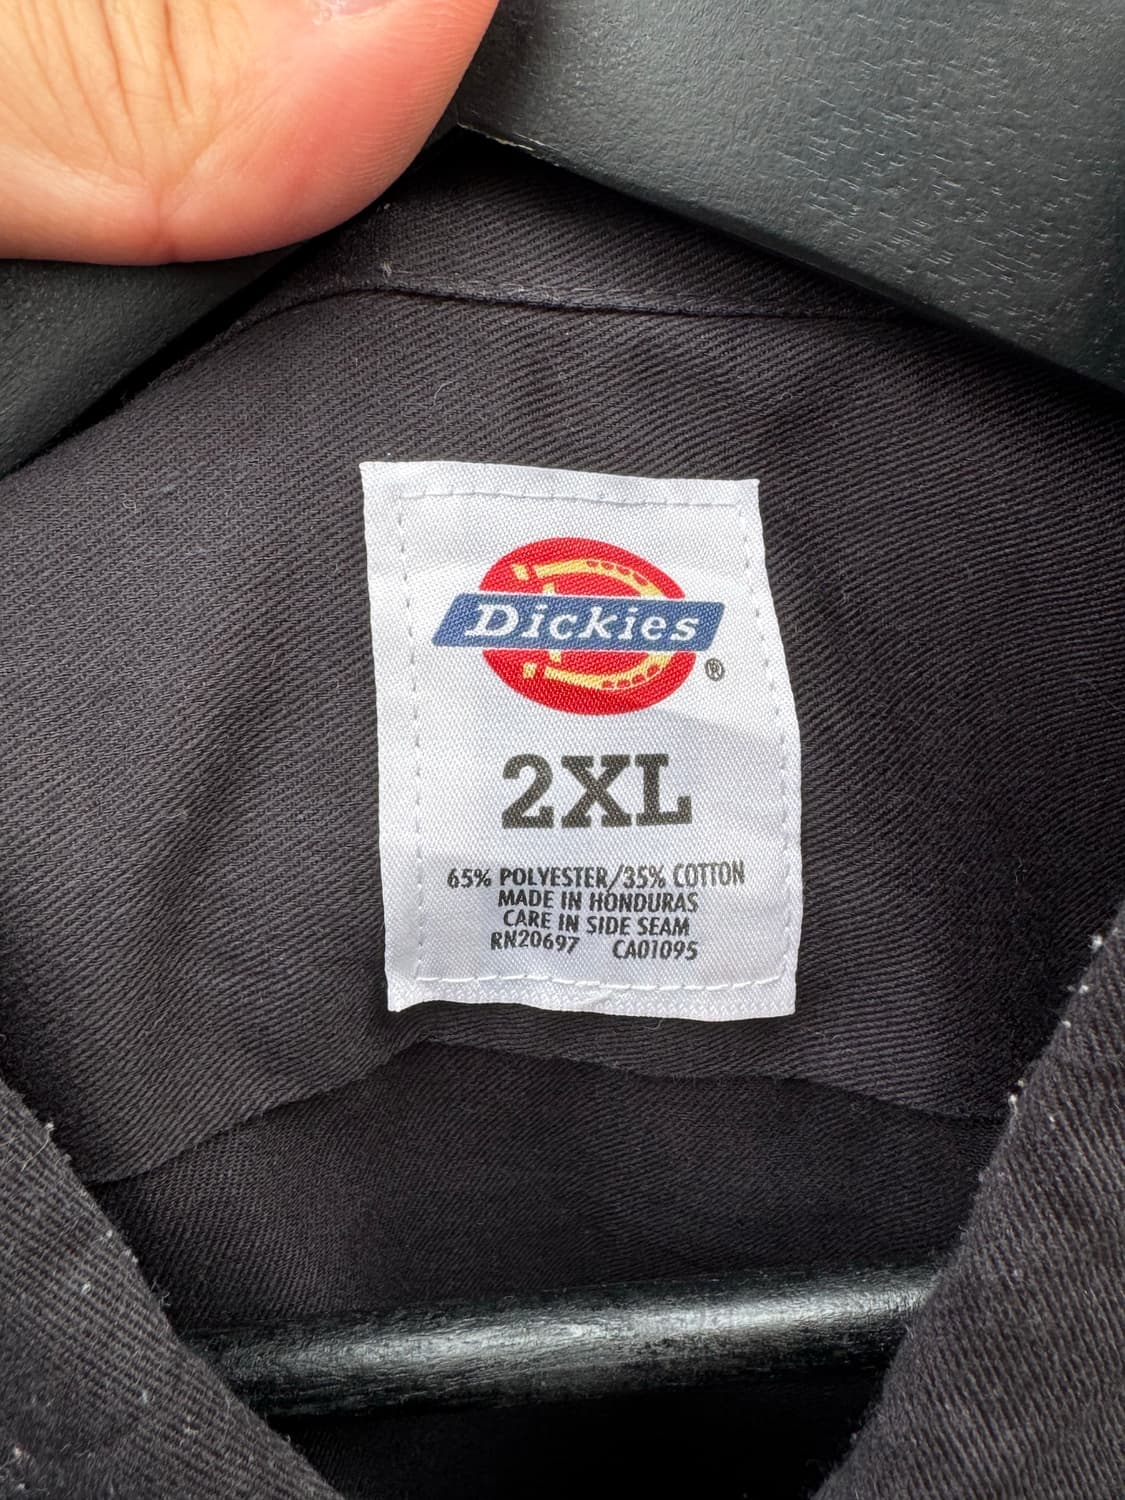 Dickies
®
2XL
65% POLYESTER/35% COTTON
MADE IN HONDURAS
CARE IN SIDE SEAM
RN20697 CA01095